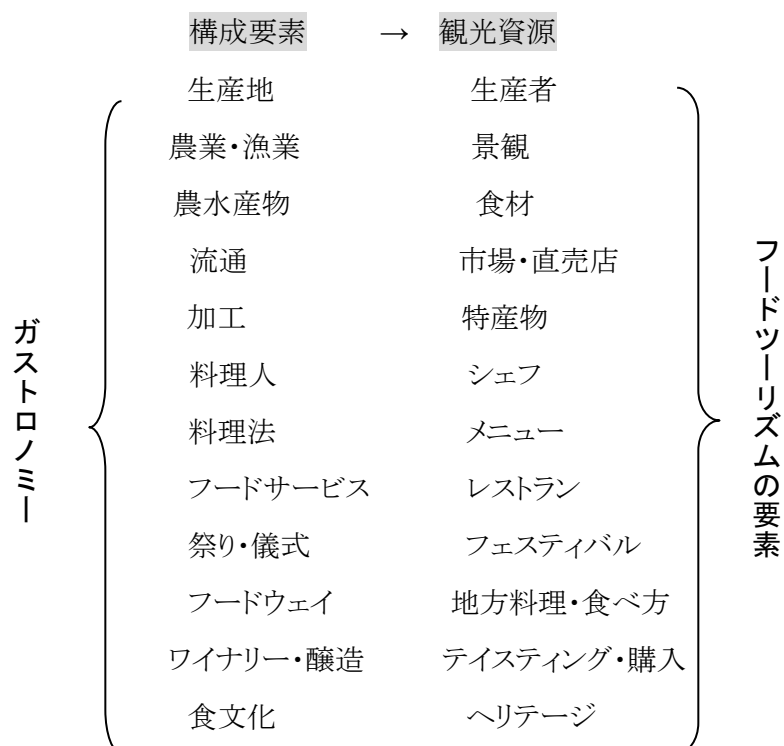 構成要素 → 観光資源
生産地 生産者
農業・漁業 景観
農水産物 食材
流通 市場・直売店
加工 特産物
料理人 シェフ
料理法 メニュー
フードサービス レストラン
祭り・儀式 フェスティバル
フードウェイ 地方料理・食べ方
ワイナリー・醸造 テイスティング・購入
食文化 ヘリテージ
ガストロノミー
フードツーリズムの要素